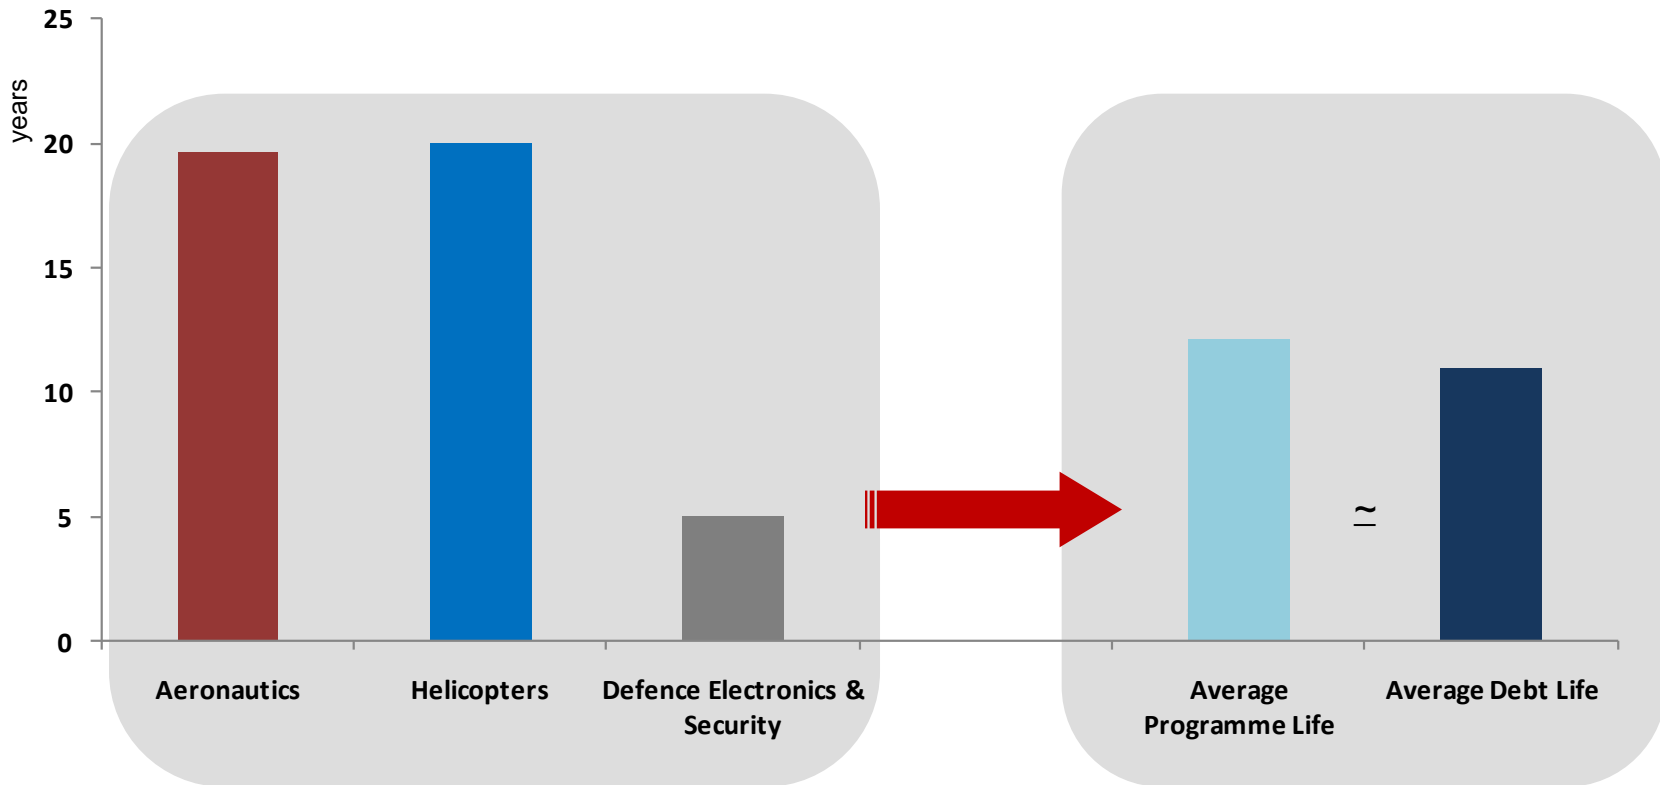 25
years
20
15
10
5
0
≃
Aeronautics
Helicopters
Defence Electronics &
Security
Average
Programme Life
Average Debt Life